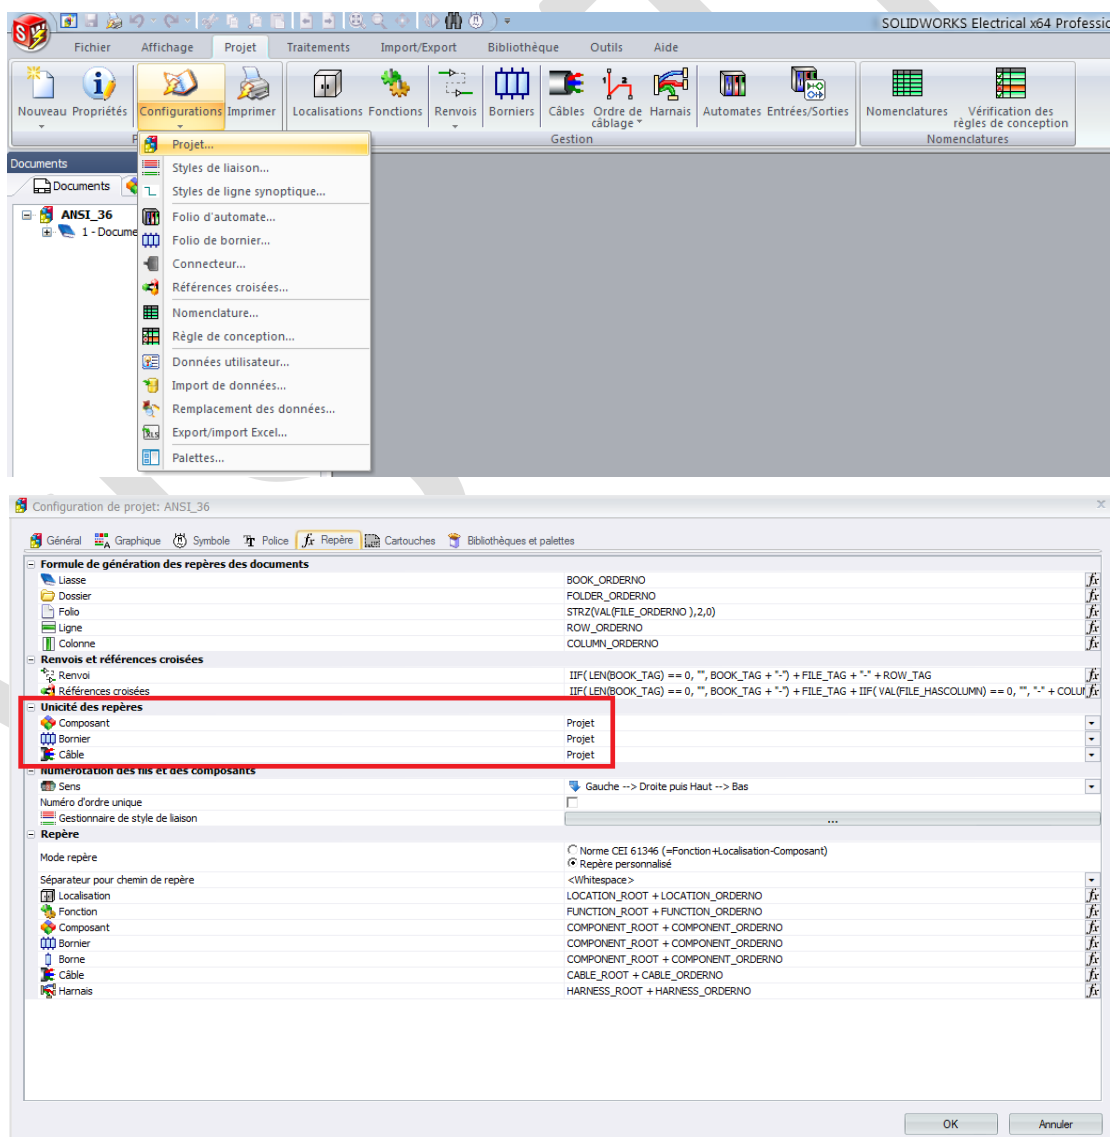 SOLIDWORKS Electrical x64 Professic
Fichier Affichage Projet Traitements Import/Export Bibliothèque Outils Aide
Nouveau Propriétés Configurations Imprimer Localisations Fonctions Renvois Borniers Câbles Ordre de câblage Harnais Automates Entrées/Sorties Nomenclatures Vérification des règles de conception
P Gestion Nomenclatures
Documents
Documents
ANSI_36
1 - Docume
Projet...
Styles de liaison...
Styles de ligne synoptique...
Folio d'automate...
Folio de bornier...
Connecteur...
Références croisées...
Nomenclature...
Règle de conception...
Données utilisateur...
Import de données...
Remplacement des données...
Export/import Excel...
Palettes...
Configuration de projet: ANSI_36
Général Graphique Symbole Police Repère Cartouches Bibliothèques et palettes
Formule de génération des repères des documents
Liasse BOOK_ORDERNO
Dossier FOLDER_ORDERNO
Folio STRZ(VAL(FILE_ORDERNO ),2,0)
Ligne ROW_ORDERNO
Colonne COLUMN_ORDERNO
Renvois et références croisées
Renvoi IIF( LEN(BOOK_TAG) == 0, "", BOOK_TAG + "-") + FILE_TAG + "-" + ROW_TAG
Références croisées IIF( LEN(BOOK_TAG) == 0, "", BOOK_TAG + "-") + FILE_TAG + IIF( VAL(FILE_HASCOLUMN) == 0, "", "-" + COLU
Unicité des repères
Composant Projet
Bornier Projet
Câble Projet
Numérotation des fils et des composants
Sens Gauche --> Droite puis Haut --> Bas
Numéro d'ordre unique
Gestionnaire de style de liaison ...
Repère
Mode repère Norme CEI 61346 (=Fonction+Localisation-Composant)
Repère personnalisé
Séparateur pour chemin de repère <Whitespace>
Localisation LOCATION_ROOT + LOCATION_ORDERNO
Fonction FUNCTION_ROOT + FUNCTION_ORDERNO
Composant COMPONENT_ROOT + COMPONENT_ORDERNO
Bornier COMPONENT_ROOT + COMPONENT_ORDERNO
Borne COMPONENT_ROOT + COMPONENT_ORDERNO
Câble CABLE_ROOT + CABLE_ORDERNO
Harnais HARNESS_ROOT + HARNESS_ORDERNO
OK Annuler